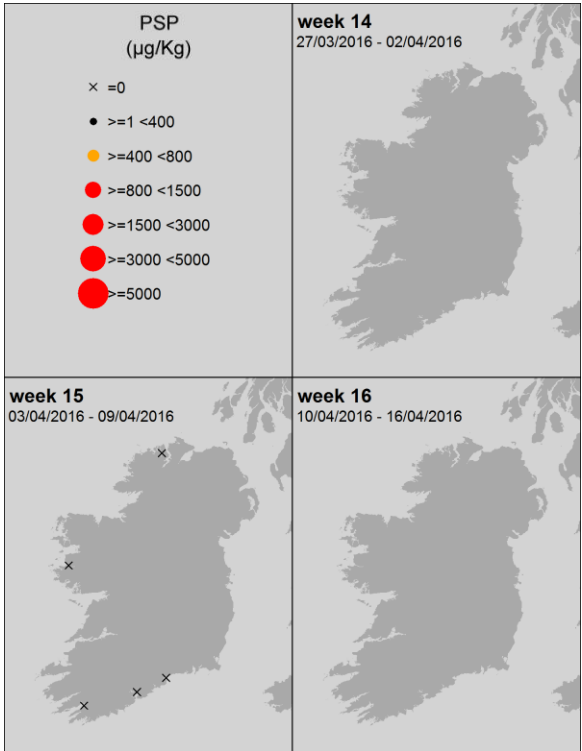 PSP
(µg/Kg)
× =0
>=1 <400
>=400 <800
>=800 <1500
>=1500 <3000
>=3000 <5000
>=5000
week 14
27/03/2016 - 02/04/2016
week 15
03/04/2016 - 09/04/2016
week 16
10/04/2016 - 16/04/2016